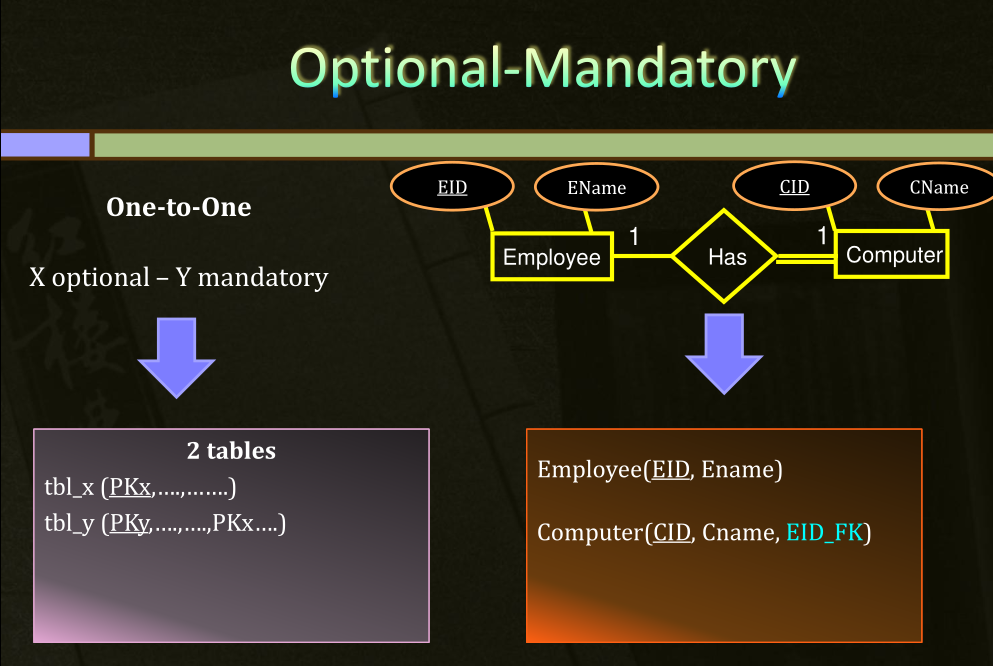 Optional-Mandatory
One-to-One
X optional – Y mandatory
EID
EName
CID
CName
Employee
1
Has
1
Computer
2 tables
tbl_x (PKx,....,.......)
tbl_y (PKy,....,....,PKx....)
Employee(EID, Ename)
Computer(CID, Cname, EID_FK)